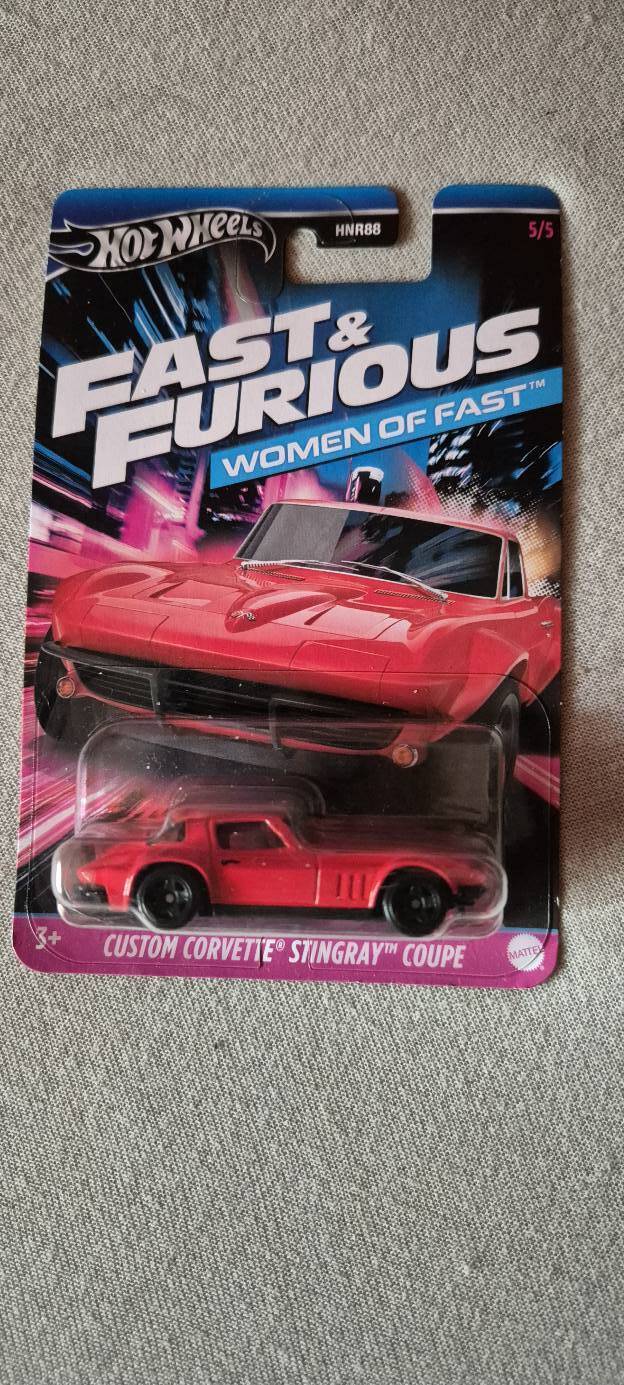 HOT WHEELS
HNR88
5/5
FAST &
FURIOUS
WOMEN OF FAST™
3+
CUSTOM CORVETTE® STINGRAY™ COUPE
MATTEL